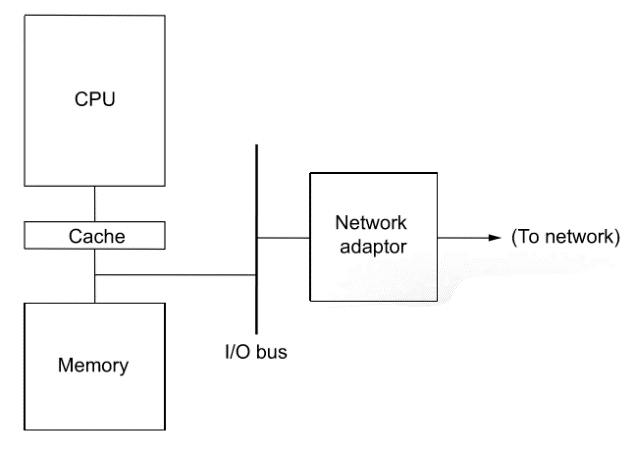 CPU
Cache
Memory
I/O bus
Network
adaptor
(To network)